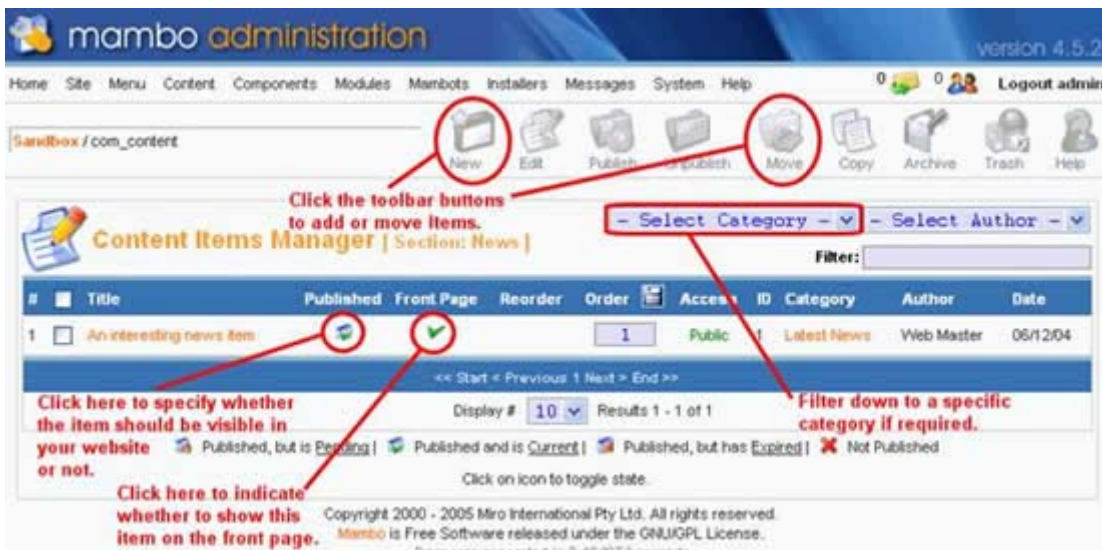 mambo administration
version 4.5.2
Home Site Menu Content Components Modules Mambots Installers Messages System Help 0 0 Logout admin
Sandbox / com_content
New Edit Publish Unpublish Move Copy Archive Trash Help
Click the toolbar buttons
to add or move items.
- Select Category - - Select Author -
Content Items Manager | Section: News |
Filter:
# Title Published Front Page Reorder Order Access ID Category Author Date
1 An interesting news item 1 Public 1 Latest News Web Master 06/12/04
<< Start < Previous 1 Next > End >>
Display # 10 Results 1 - 1 of 1
Click here to specify whether
the item should be visible in
your website
or not.
Filter down to a specific
category if required.
Published, but is Pending | Published and is Current | Published, but has Expired | Not Published
Click on icon to toggle state.
Click here to indicate
whether to show this
item on the front page.
Copyright 2000 - 2005 Miro International Pty Ltd. All rights reserved.
Mambo is Free Software released under the GNU/GPL License.